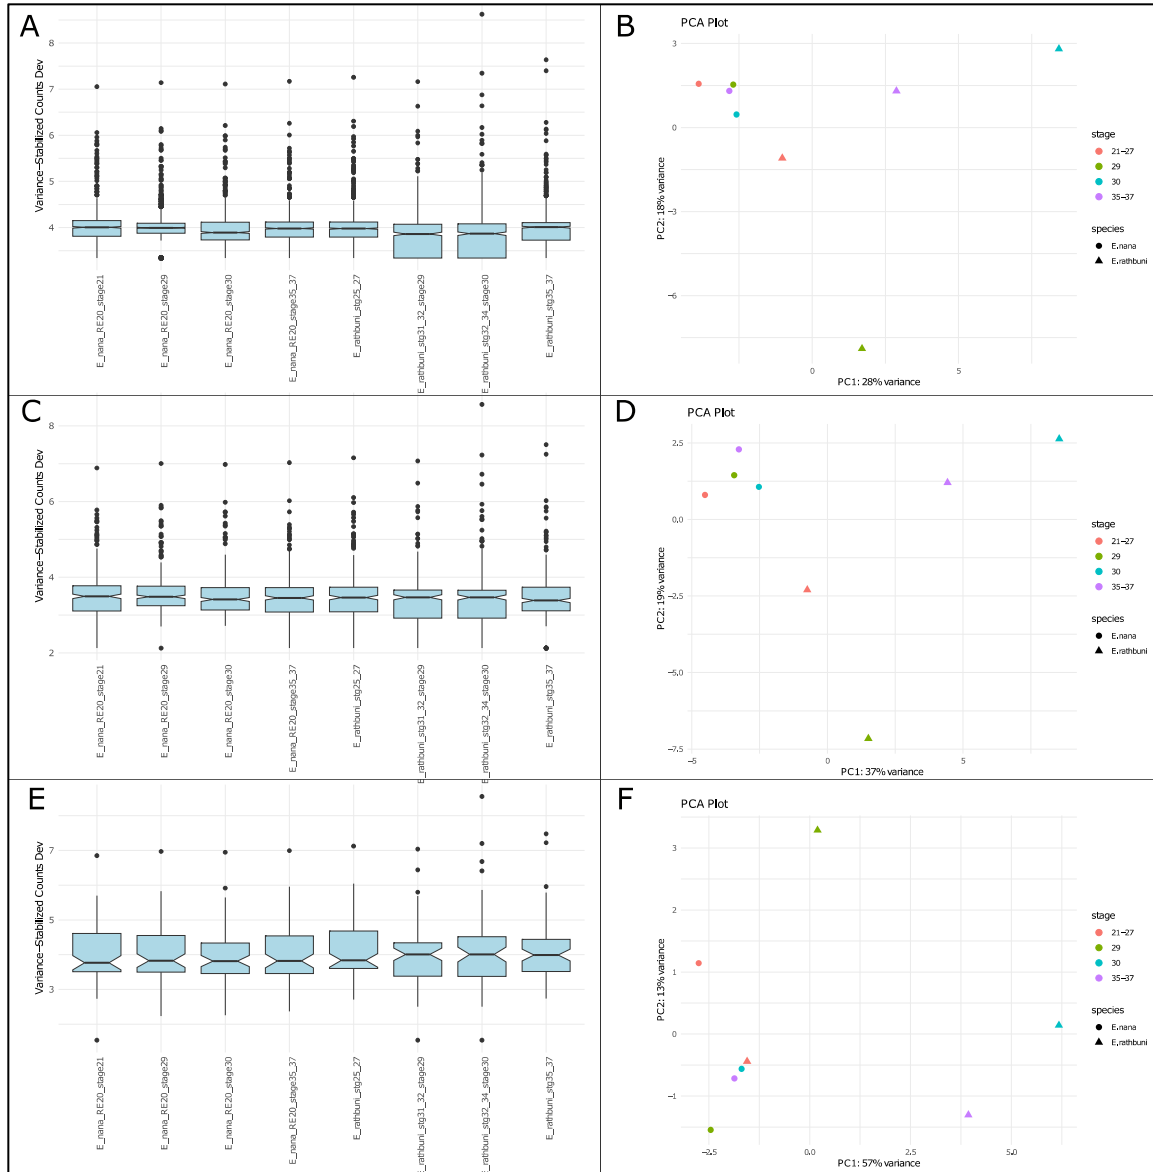 A
Variance−Stabilized Counts Dev
8
7
6
5
4
E_nana_RE20_stage21
E_nana_RE20_stage29
E_nana_RE20_stage30
E_nana_RE20_stage35_37
E_rathbuni_stg25_27
E_rathbuni_stg31_32_stage29
E_rathbuni_stg32_34_stage30
E_rathbuni_stg35_37
B
PCA Plot
PC2: 18% variance
3
0
−3
−6
0
5
PC1: 28% variance
stage
21−27
29
30
35−37
species
E.nana
E.rathbuni
C
Variance−Stabilized Counts Dev
8
6
4
2
E_nana_RE20_stage21
E_nana_RE20_stage29
E_nana_RE20_stage30
E_nana_RE20_stage35_37
E_rathbuni_stg25_27
E_rathbuni_stg31_32_stage29
E_rathbuni_stg32_34_stage30
E_rathbuni_stg35_37
D
PCA Plot
PC2: 19% variance
2.5
0.0
−2.5
−5.0
−7.5
−5
0
5
PC1: 37% variance
stage
21−27
29
30
35−37
species
E.nana
E.rathbuni
E
Variance−Stabilized Counts Dev
7
5
4
3
E_nana_RE20_stage21
E_nana_RE20_stage29
E_nana_RE20_stage30
E_nana_RE20_stage35_37
E_rathbuni_stg25_27
E_rathbuni_stg31_32_stage29
E_rathbuni_stg32_34_stage30
E_rathbuni_stg35_37
F
PCA Plot
PC2: 13% variance
3
2
1
0
−1
−2.5
0.0
2.5
5.0
PC1: 57% variance
stage
21−27
29
30
35−37
species
E.nana
E.rathbuni